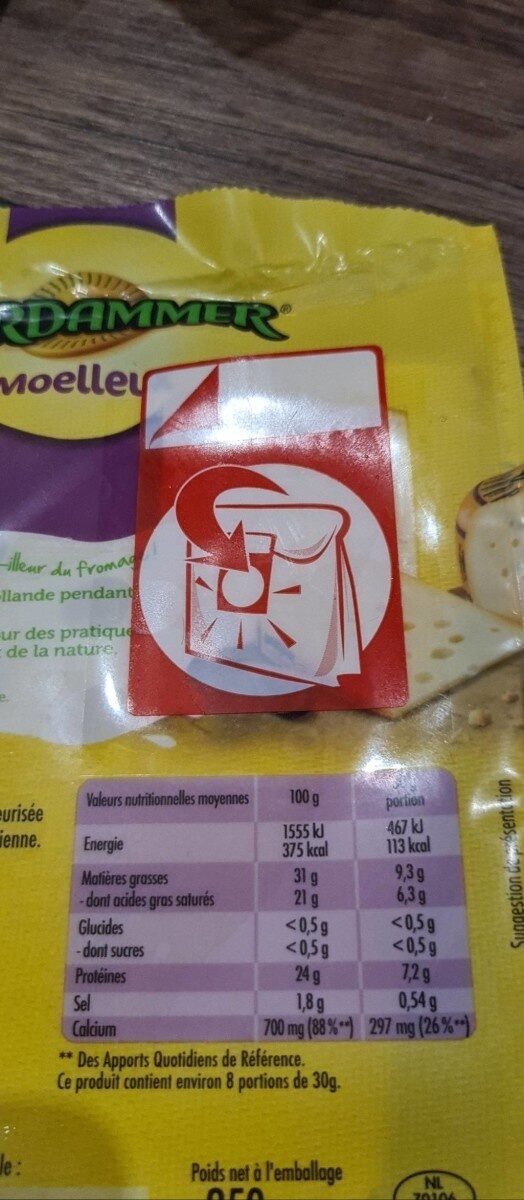 RDAMMER®
moelleu
illeur du fromag
llande pendant
ur des pratique
de la nature.
e.
eurisée
ienne.
Valeurs nutritionnelles moyennes 100 g portion
Energie 1555 kJ 467 kJ
375 kcal 113 kcal
Matières grasses 31 g 9,3 g
- dont acides gras saturés 21 g 6,3 g
Glucides <0,5 g <0,5 g
- dont sucres <0,5 g <0,5 g
Protéines 24 g 7,2 g
Sel 1,8 g 0,54 g
Calcium 700 mg (88%**) 297 mg (26%**)
** Des Apports Quotidiens de Référence.
Ce produit contient environ 8 portions de 30g.
Suggestion de présentation
le :
Poids net à l'emballage
NL